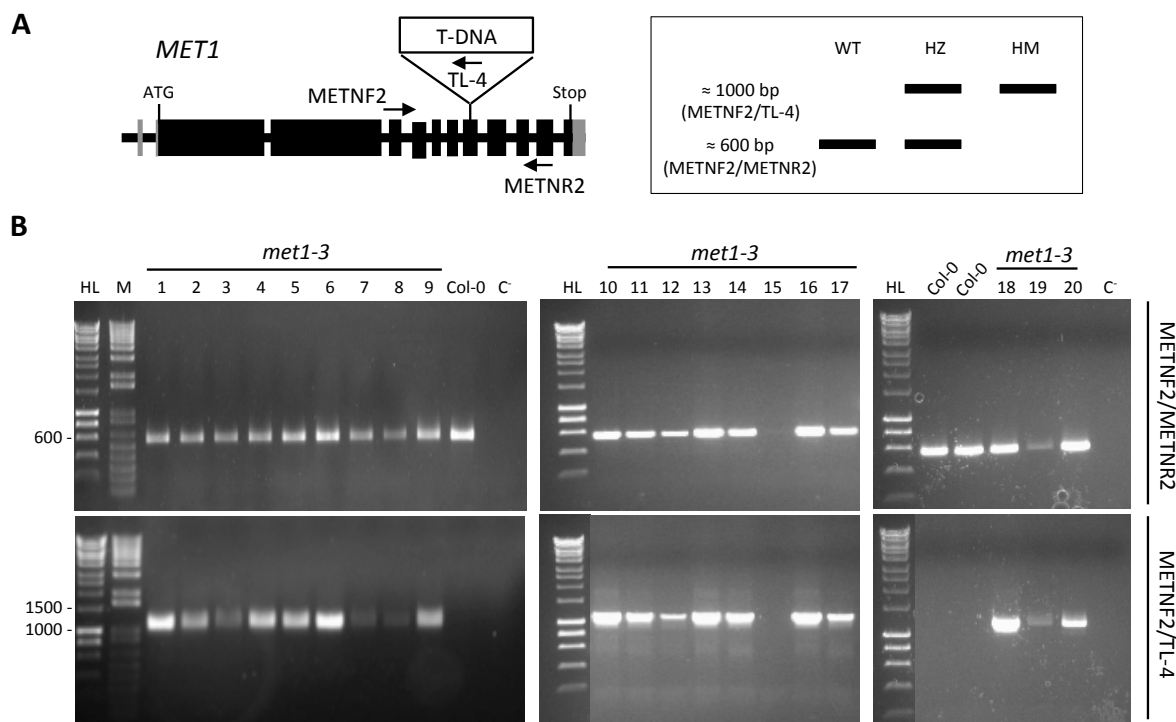 A
MET1
T-DNA
TL-4
ATG
METNF2
Stop
METNR2
WT HZ HM
≈ 1000 bp
(METNF2/TL-4)
≈ 600 bp
(METNF2/METNR2)
B
met1-3
HL M 1 2 3 4 5 6 7 8 9 Col-0 C-
met1-3
HL 10 11 12 13 14 15 16 17
met1-3
HL Col-0 Col-0 18 19 20 C-
600 -
METNF2/METNR2
1500 -
1000 -
METNF2/TL-4